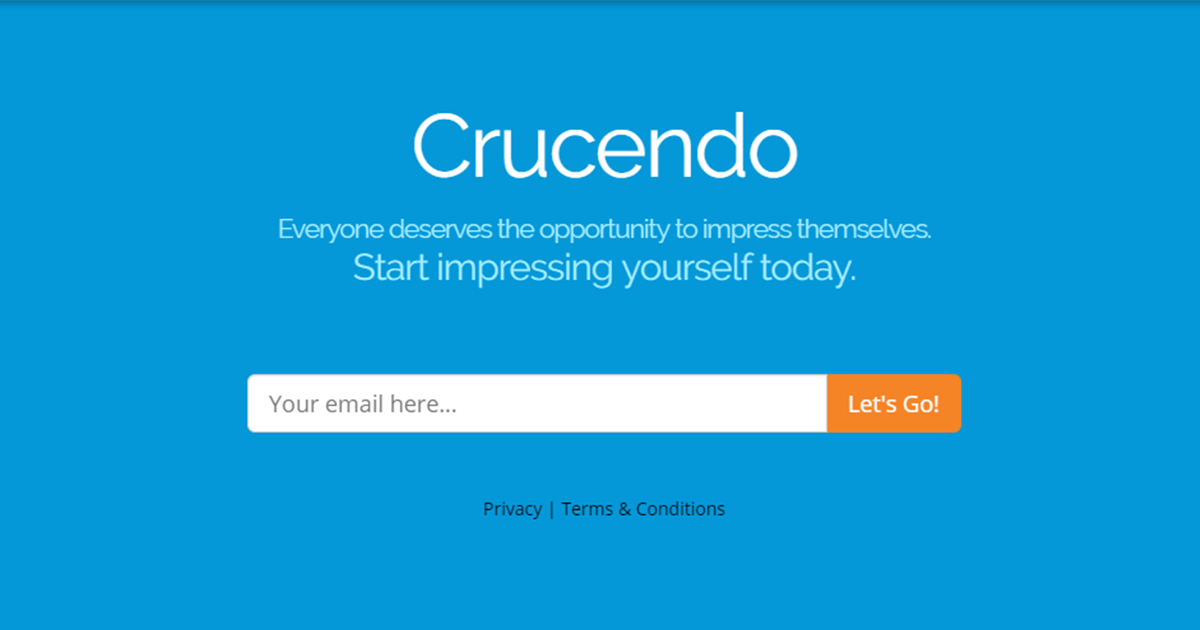 Crucendo
Everyone deserves the opportunity to impress themselves.
Start impressing yourself today.
Your email here...
Let's Go!
Privacy | Terms & Conditions